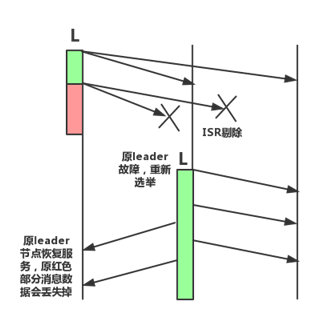 L
ISR剔除
原leader
故障，重新
选举
L
原leader
节点恢复服
务，原红色
部分消息数
据会丢失掉